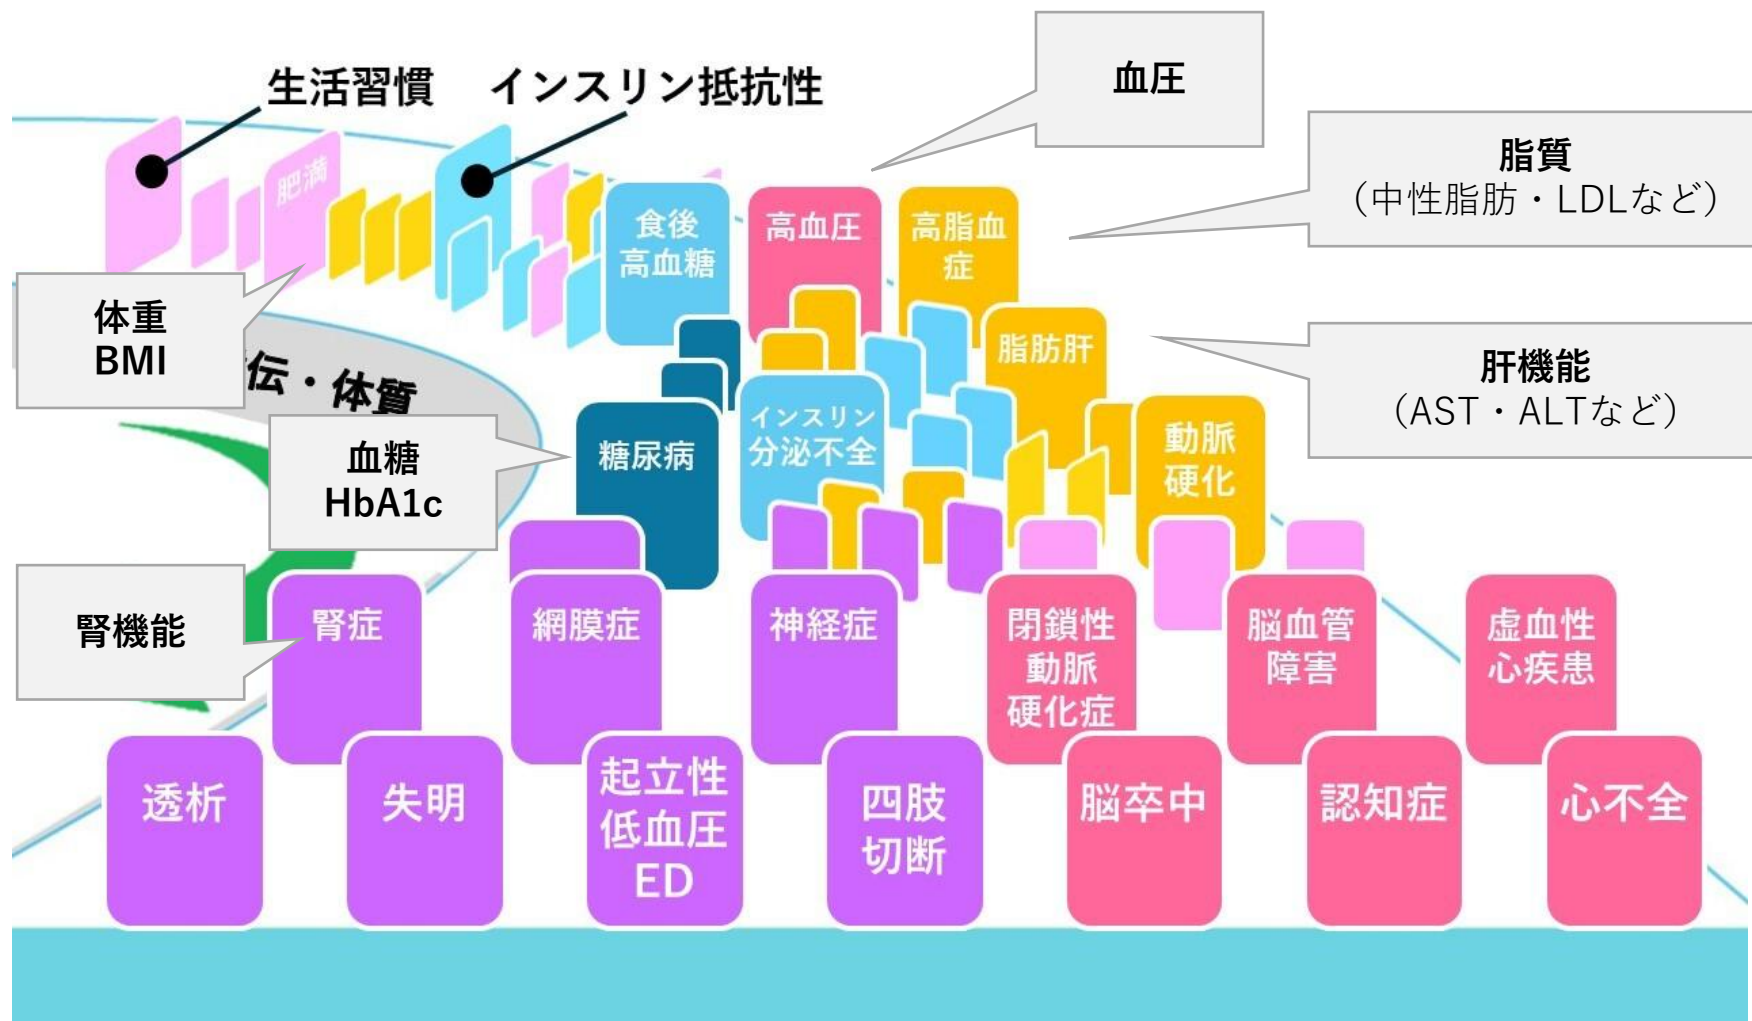 生活習慣
インスリン抵抗性
血圧
脂質
(中性脂肪・LDLなど)
肥満
食後
高血糖
高血圧
高脂血
症
体重
BMI
伝・体質
脂肪肝
肝機能
(AST・ALTなど)
血糖
HbA1c
糖尿病
インスリン
分泌不全
動脈
硬化
腎機能
腎症
網膜症
神経症
閉鎖性
動脈
硬化症
脳血管
障害
虚血性
心疾患
透析
失明
起立性
低血圧
ED
四肢
切断
脳卒中
認知症
心不全